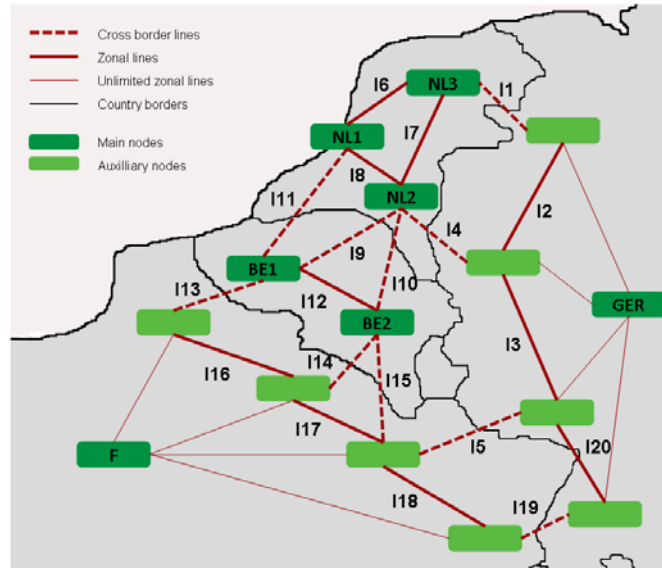 Cross border lines
Zonal lines
Unlimited zonal lines
Country borders
Main nodes
Auxilliary nodes
I6
NL3
I1
NL1
I7
I8
I2
NL2
I11
I4
I9
BE1
I13
I10
I12
GER
BE2
I3
I14
I15
I16
I17
I5
F
I20
I18
I19